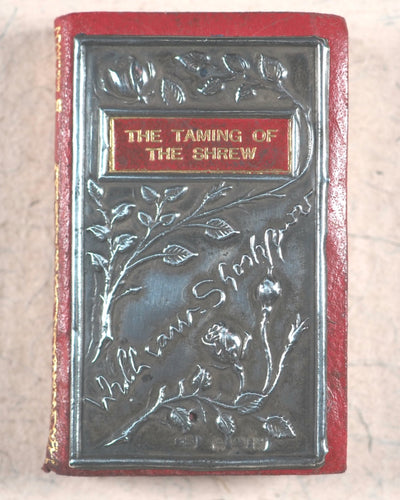 THE TAMING OF
THE SHREW
William Shakspeare